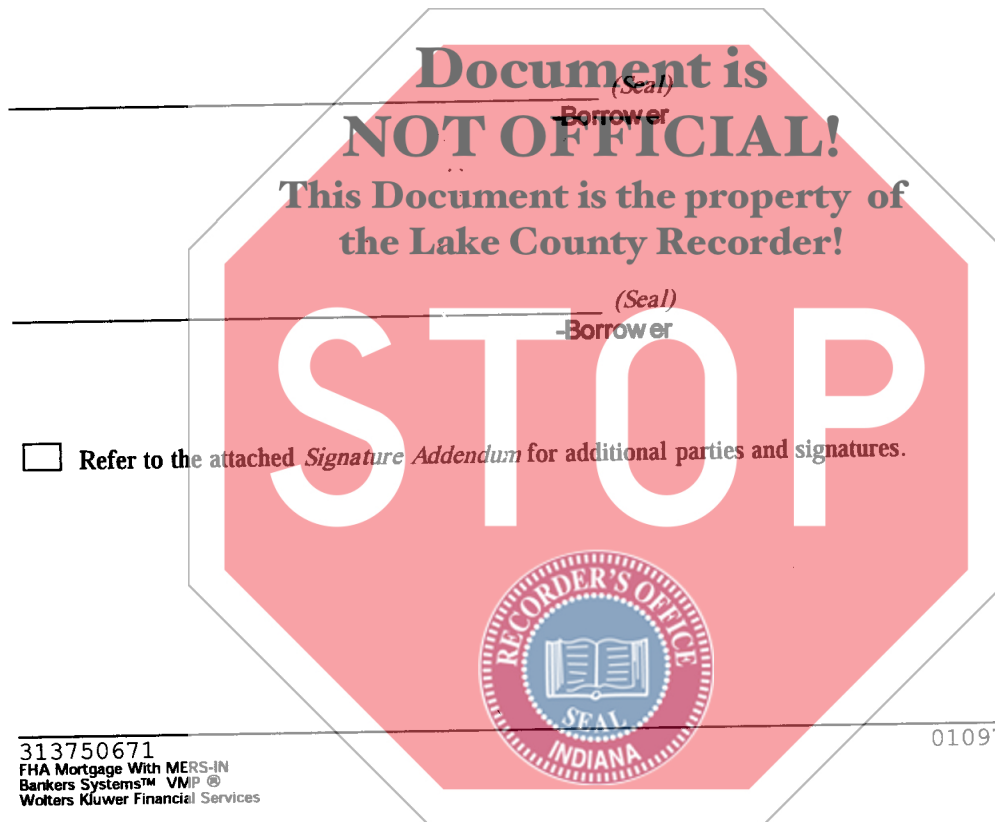 Document is
(Seal)
-Borrower
NOT OFFICIAL!
This Document is the property of
the Lake County Recorder!
(Seal)
-Borrower
STOP
Refer to the attached Signature Addendum for additional parties and signatures.
RECORDER'S OFFICE
SEAL
INDIANA
313750671
0109
FHA Mortgage With MERS-IN
Bankers Systems™ VMP ®
Wolters Kluwer Financial Services